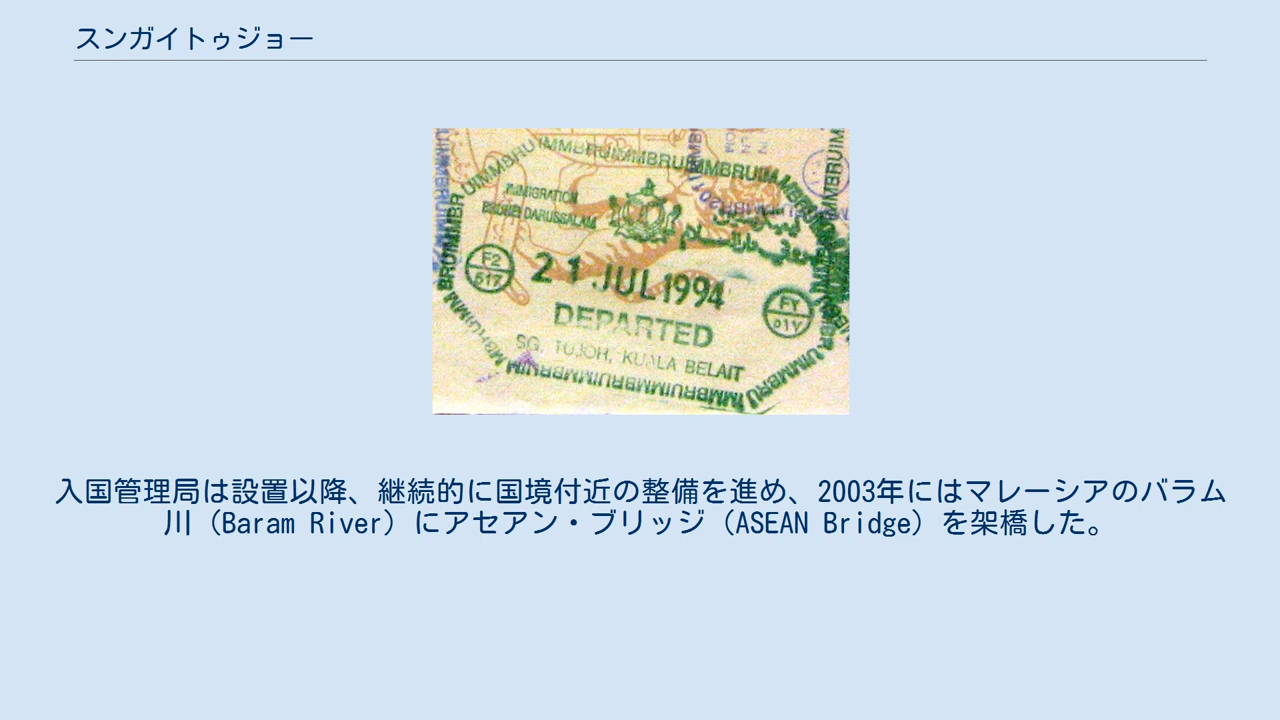 スンガイトゥジョー
IMMIGRATION
BRUNEI DARUSSALAM
F2
517
21 JUL 1994
DEPARTED
SG. TUJOH, KUALA BELAIT
入国管理局は設置以降、継続的に国境付近の整備を進め、2003年にはマレーシアのバラム
川（Baram River）にアセアン・ブリッジ（ASEAN Bridge）を架橋した。